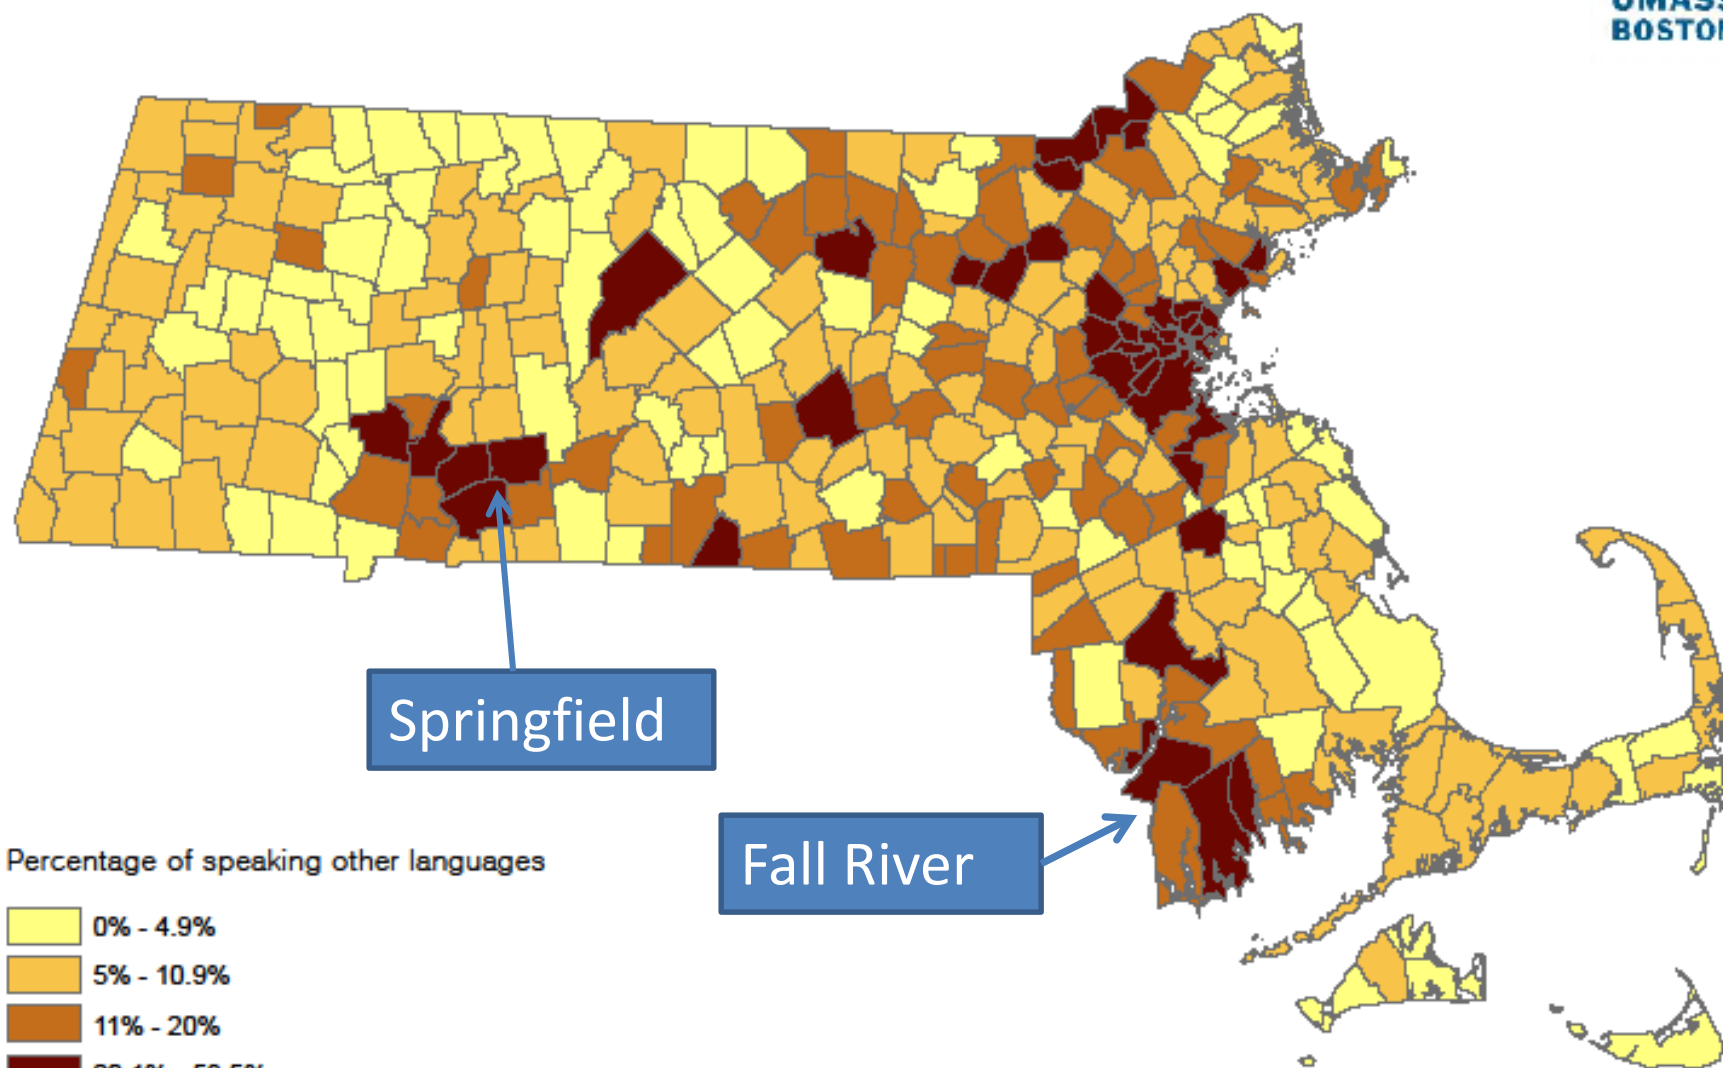 BOSTON
Springfield
Fall River
Percentage of speaking other languages
0% - 4.9%
5% - 10.9%
11% - 20%